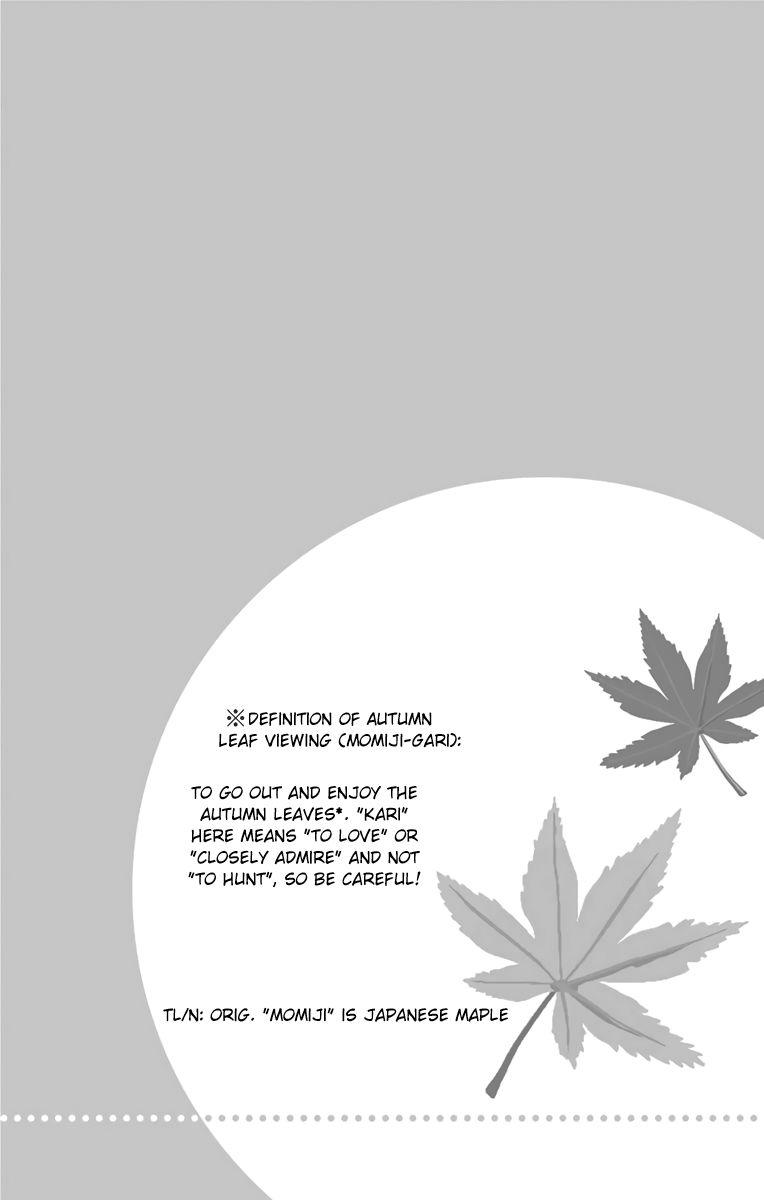 ※DEFINITION OF AUTUMN
LEAF VIEWING (MOMIJI-GARI):
TO GO OUT AND ENJOY THE
AUTUMN LEAVES*. "KARI"
HERE MEANS "TO LOVE" OR
"CLOSELY ADMIRE" AND NOT
"TO HUNT", SO BE CAREFUL!
TL/N: ORIG. "MOMIJI" IS JAPANESE MAPLE